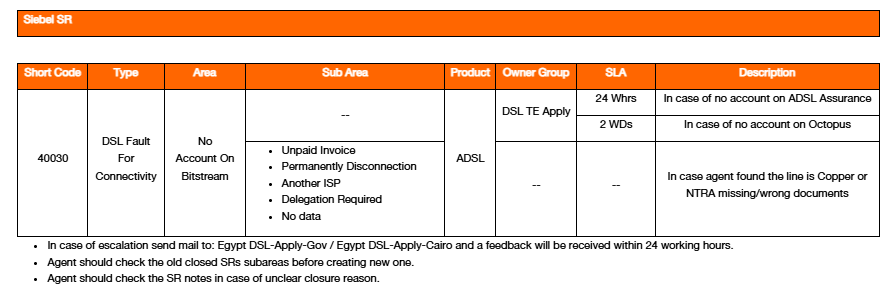 Siebel SR
Short Code Type Area Sub Area Product Owner Group SLA Description
40030
DSL Fault
For
Connectivity
No
Account On
Bitstream
--
• Unpaid Invoice
• Permanently Disconnection
• Another ISP
• Delegation Required
• No data
ADSL
DSL TE Apply
24 Whrs
In case of no account on ADSL Assurance
2 WDs
In case of no account on Octopus
--
--
In case agent found the line is Copper or
NTRA missing/wrong documents
• In case of escalation send mail to: Egypt DSL-Apply-Gov / Egypt DSL-Apply-Cairo and a feedback will be received within 24 working hours.
• Agent should check the old closed SRs subareas before creating new one.
• Agent should check the SR notes in case of unclear closure reason.